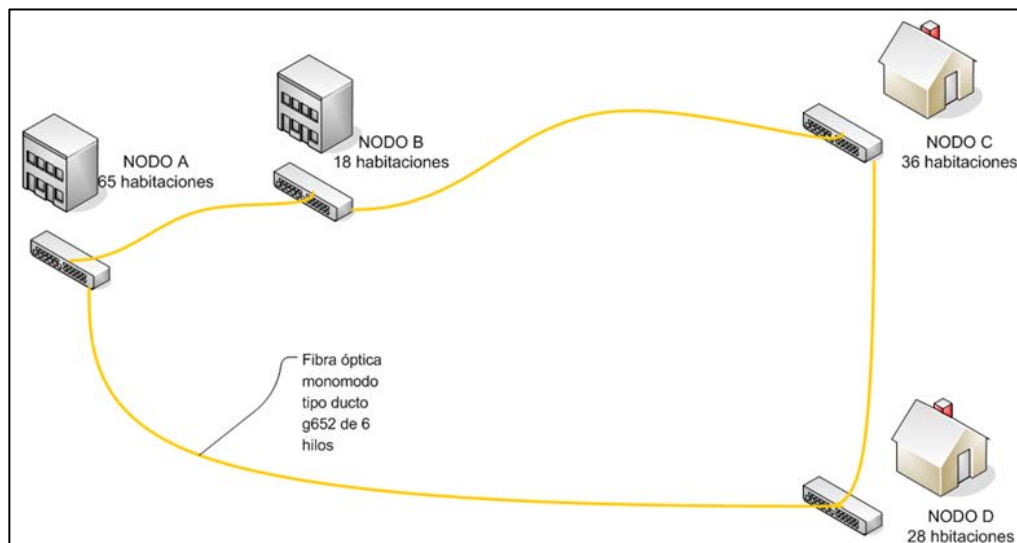 NODO A
65 habitaciones
NODO B
18 habitaciones
NODO C
36 habitaciones
Fibra óptica
monomodo
tipo ducto
g652 de 6
hilos
NODO D
28 hbitaciones